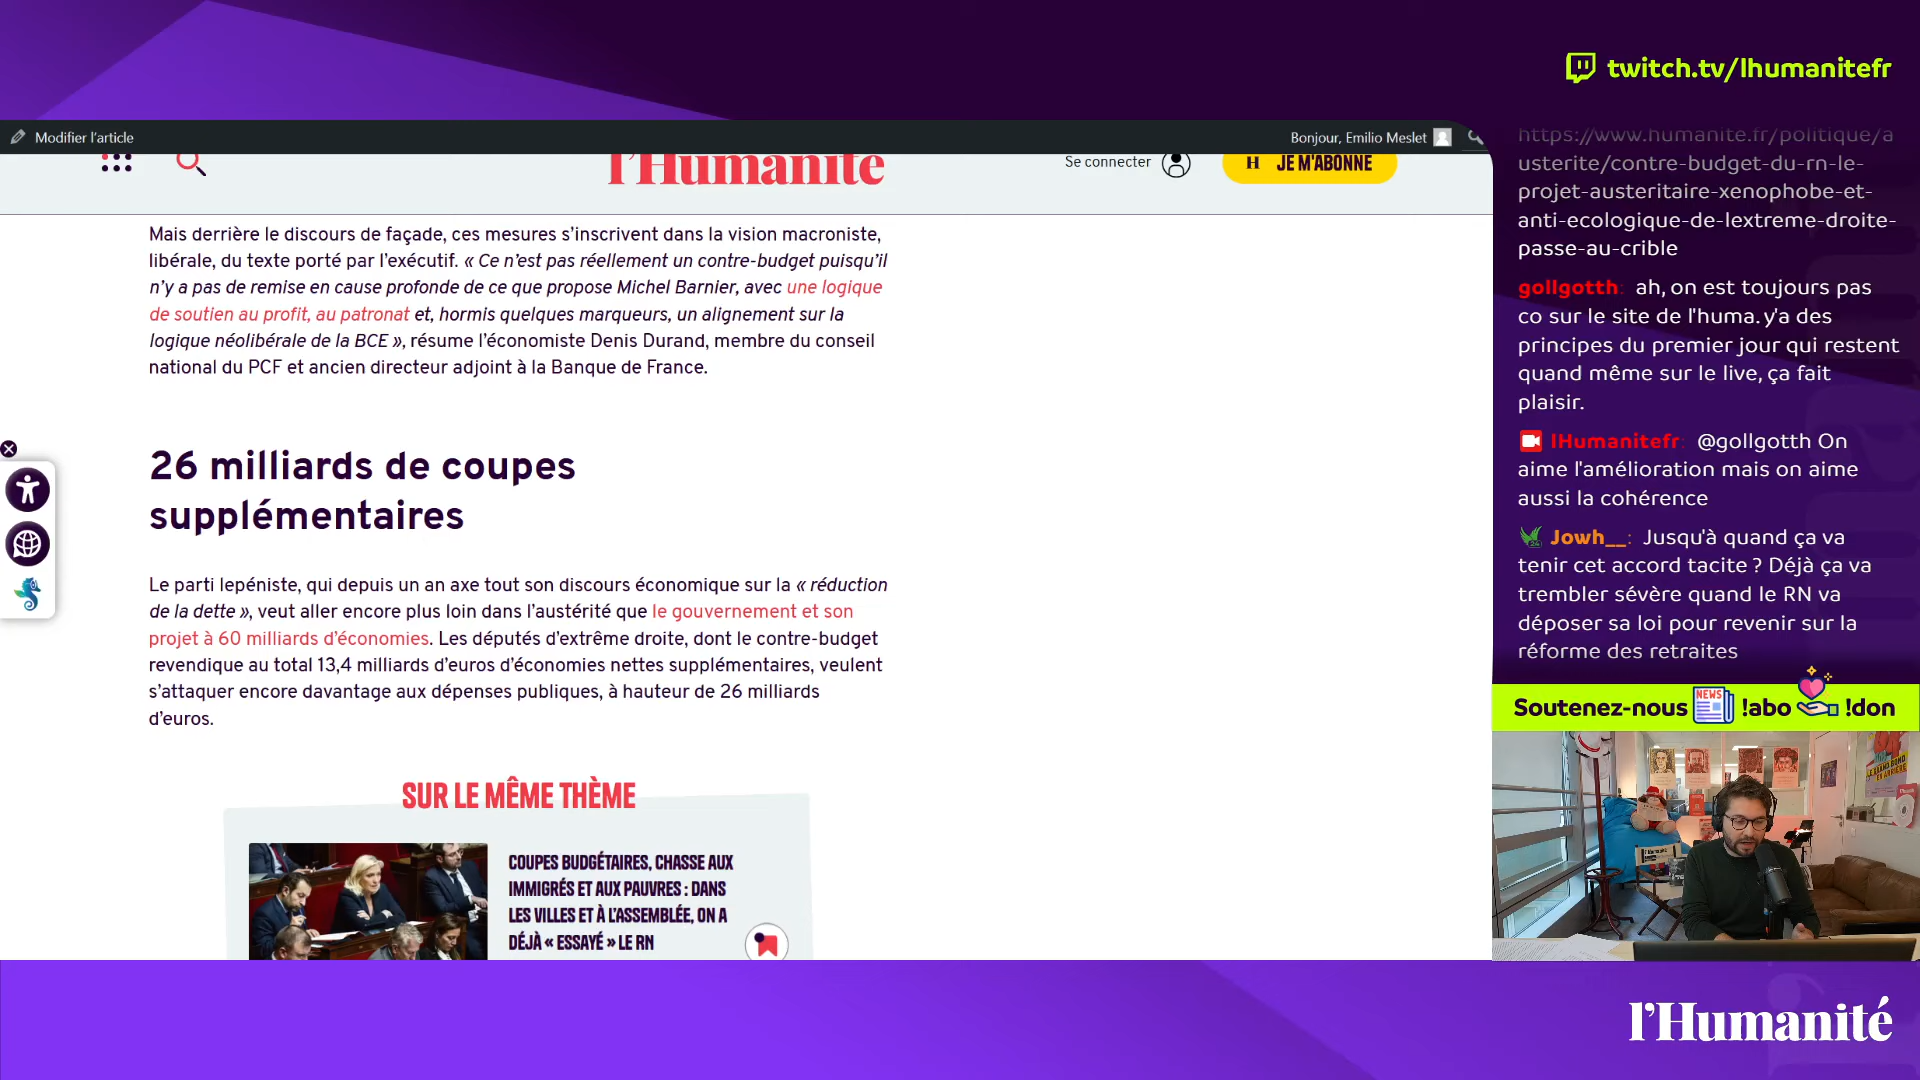 twitch.tv/lhumanitefr
Modifier l'article
Bonjour, Emilio Meslet
l'Humanité
Se connecter
H JE M'ABONNE
Mais derrière le discours de façade, ces mesures s'inscrivent dans la vision macroniste,
libérale, du texte porté par l'exécutif. « Ce n'est pas réellement un contre-budget puisqu'il
n'y a pas de remise en cause profonde de ce que propose Michel Barnier, avec une logique
de soutien au profit, au patronat et, hormis quelques marqueurs, un alignement sur la
logique néolibérale de la BCE », résume l'économiste Denis Durand, membre du conseil
national du PCF et ancien directeur adjoint à la Banque de France.
26 milliards de coupes
supplémentaires
Le parti lepéniste, qui depuis un an axe tout son discours économique sur la « réduction
de la dette », veut aller encore plus loin dans l'austérité que le gouvernement et son
projet à 60 milliards d'économies. Les députés d'extrême droite, dont le contre-budget
revendique au total 13,4 milliards d'euros d'économies nettes supplémentaires, veulent
s'attaquer encore davantage aux dépenses publiques, à hauteur de 26 milliards
d'euros.
SUR LE MÊME THÈME
COUPES BUDGÉTAIRES, CHASSE AUX
IMMIGRÉS ET AUX PAUVRES : DANS
LES VILLES ET À L'ASSEMBLÉE, ON A
DÉJÀ « ESSAYÉ » LE RN
https://www.humanite.fr/politique/a
usterite/contre-budget-du-rn-le-
projet-austeritaire-xenophobe-et-
anti-ecologique-de-lextreme-droite-
passe-au-crible
gollgotth: ah, on est toujours pas
co sur le site de l'huma. y'a des
principes du premier jour qui restent
quand même sur le live, ça fait
plaisir.
lHumanitefr: @gollgotth On
aime l'amélioration mais on aime
aussi la cohérence
Jowh__: Jusqu'à quand ça va
tenir cet accord tacite ? Déjà ça va
trembler sévère quand le RN va
déposer sa loi pour revenir sur la
réforme des retraites
Soutenez-nous NEWS !abo !don
l'Humanité
l'Humanité